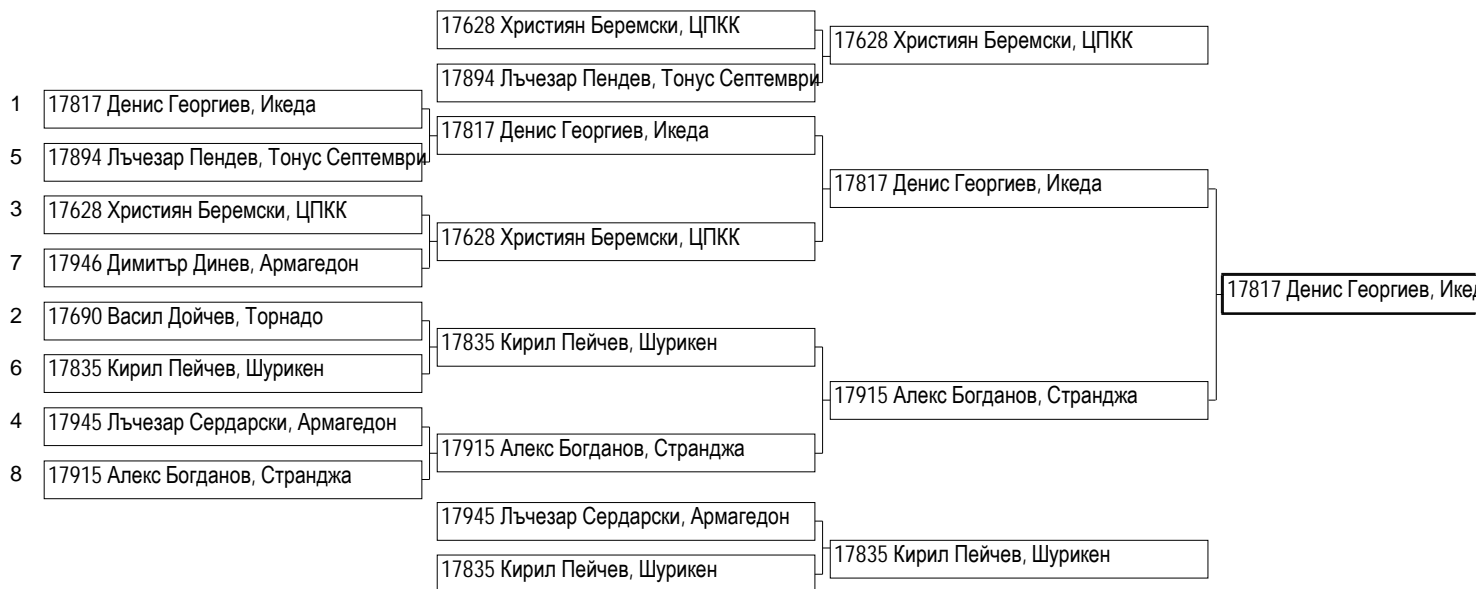 17628 Християн Беремски, ЦПКК
17628 Християн Беремски, ЦПКК
17894 Лъчезар Пендев, Тонус Септември
1 17817 Денис Георгиев, Икеда
17817 Денис Георгиев, Икеда
5 17894 Лъчезар Пендев, Тонус Септември
17817 Денис Георгиев, Икеда
3 17628 Християн Беремски, ЦПКК
17628 Християн Беремски, ЦПКК
7 17946 Димитър Динев, Армагедон
17817 Денис Георгиев, Икед
2 17690 Васил Дойчев, Торнадо
17835 Кирил Пейчев, Шурикен
6 17835 Кирил Пейчев, Шурикен
17915 Алекс Богданов, Странджа
4 17945 Лъчезар Сердарски, Армагедон
17915 Алекс Богданов, Странджа
8 17915 Алекс Богданов, Странджа
17945 Лъчезар Сердарски, Армагедон
17835 Кирил Пейчев, Шурикен
17835 Кирил Пейчев, Шурикен